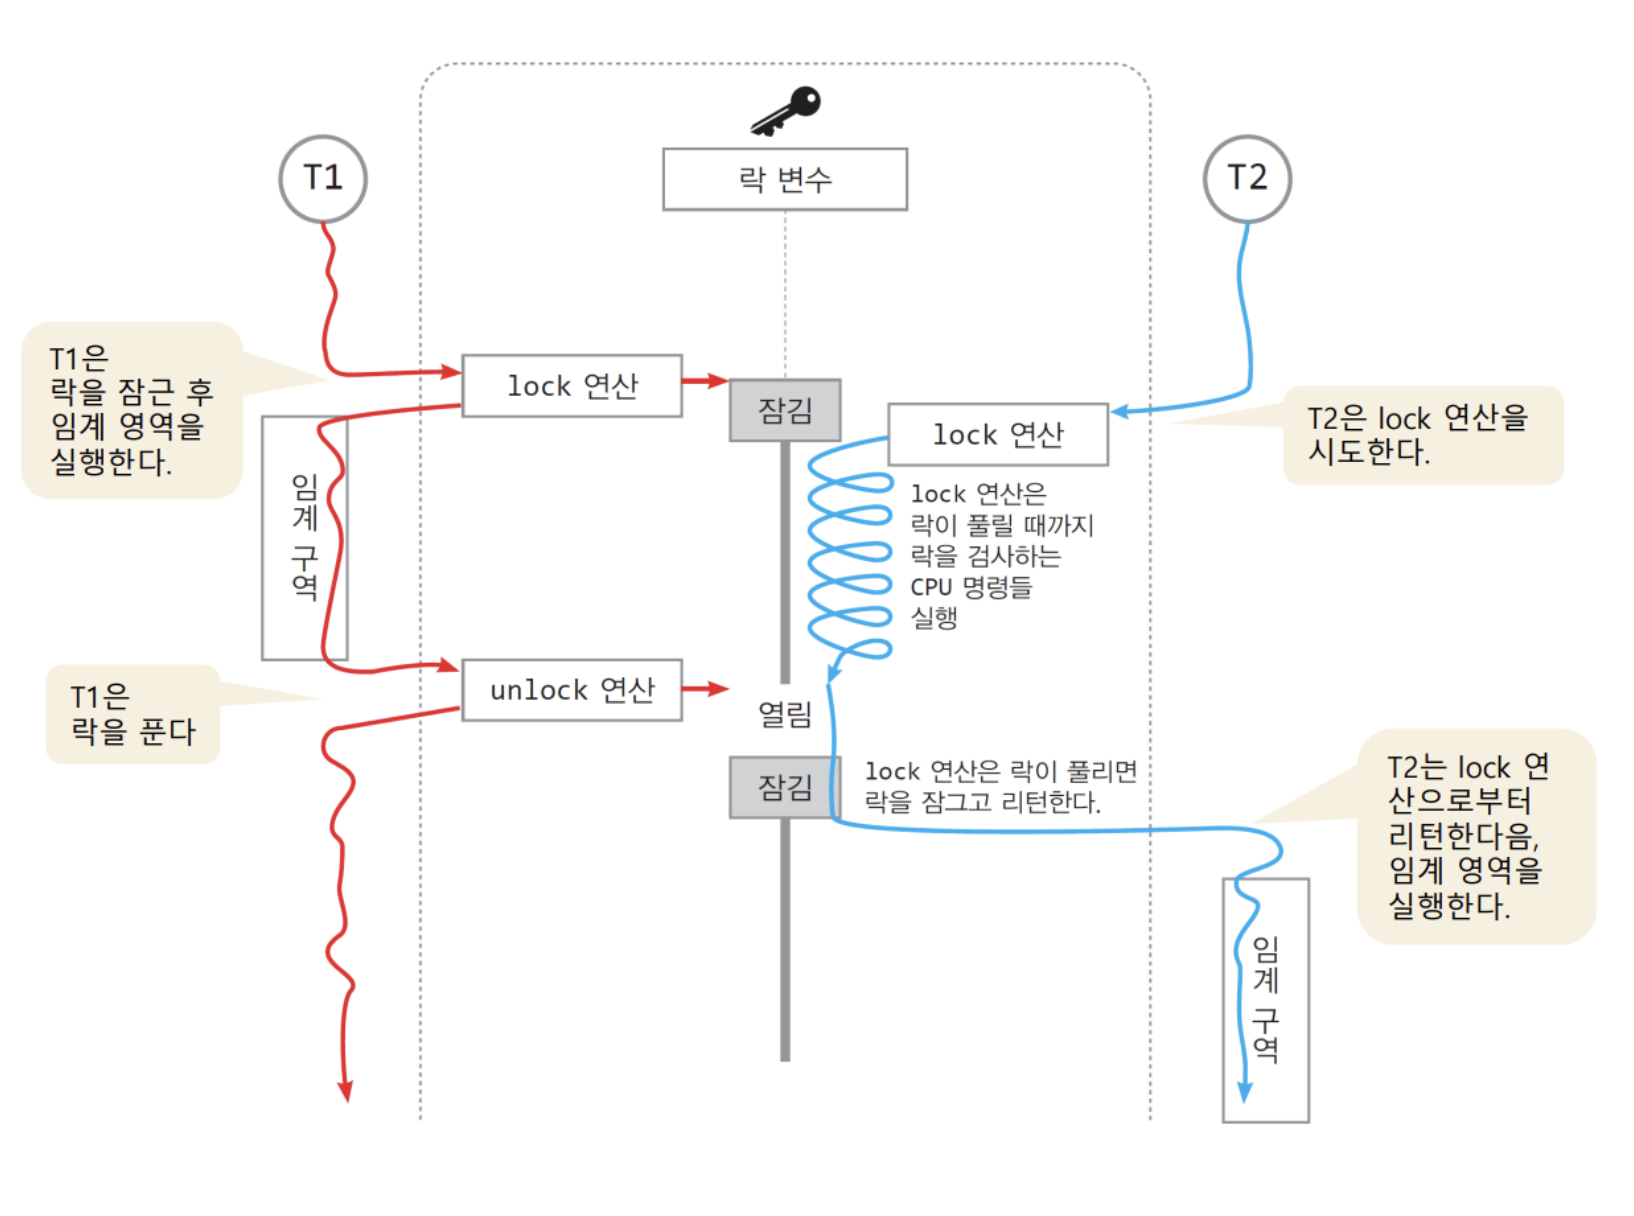 T1
락 변수
T2
T1은
락을 잠근 후
임계 영역을
실행한다.
lock 연산
잠김
lock 연산
T2은 lock 연산을
시도한다.
임계 구역
lock 연산은
락이 풀릴 때까지
락을 검사하는
CPU 명령들
실행
T1은
락을 푼다
unlock 연산
열림
잠김
lock 연산은 락이 풀리면
락을 잠그고 리턴한다.
T2는 lock 연
산으로부터
리턴한다음,
임계 영역을
실행한다.
임계 구역